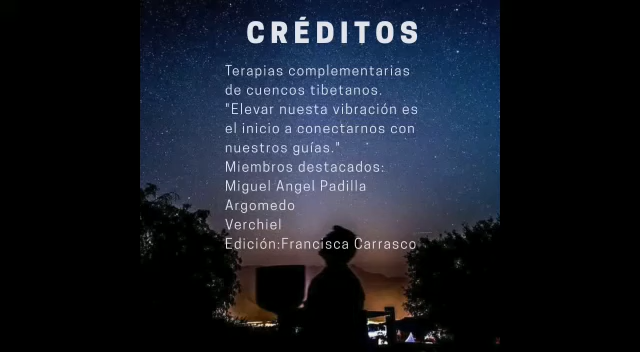 CRÉDITOS
Terapias complementarias
de cuencos tibetanos.
"Elevar nuesta vibración es
el inicio a conectarnos con
nuestros guías."
Miembros destacados:
Miguel Angel Padilla
Argomedo
Verchiel
Edición:Francisca Carrasco